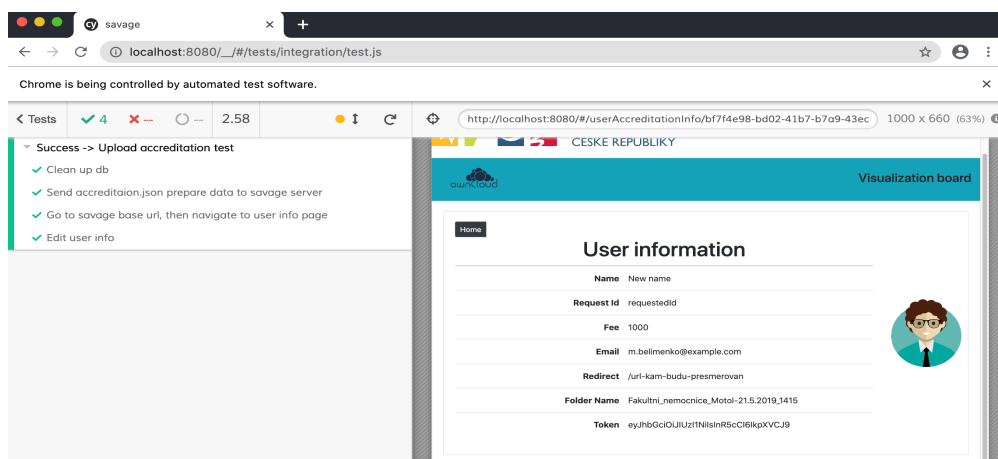 cy savage
localhost:8080/__/#/tests/integration/test.js
Chrome is being controlled by automated test software.
Tests 4 -- -- 2.58
http://localhost:8080/#/userAccreditationInfo/bf7f4e98-bd02-41b7-b7a9-43ec 1000 x 660 (63%)
Success -> Upload accreditation test
Clean up db
Send accreditaion.json prepare data to savage server
Go to savage base url, then navigate to user info page
Edit user info
ČESKÉ REPUBLIKY
ownCloud
Visualization board
Home
User information
Name New name
Request Id requestedId
Fee 1000
Email m.belimenko@example.com
Redirect /url-kam-budu-presmerovan
Folder Name Fakultni_nemocnice_Motol-21.5.2019_1415
Token eyJhbGciOiJIUzI1NiIsInR5cCI6IkpXVCJ9